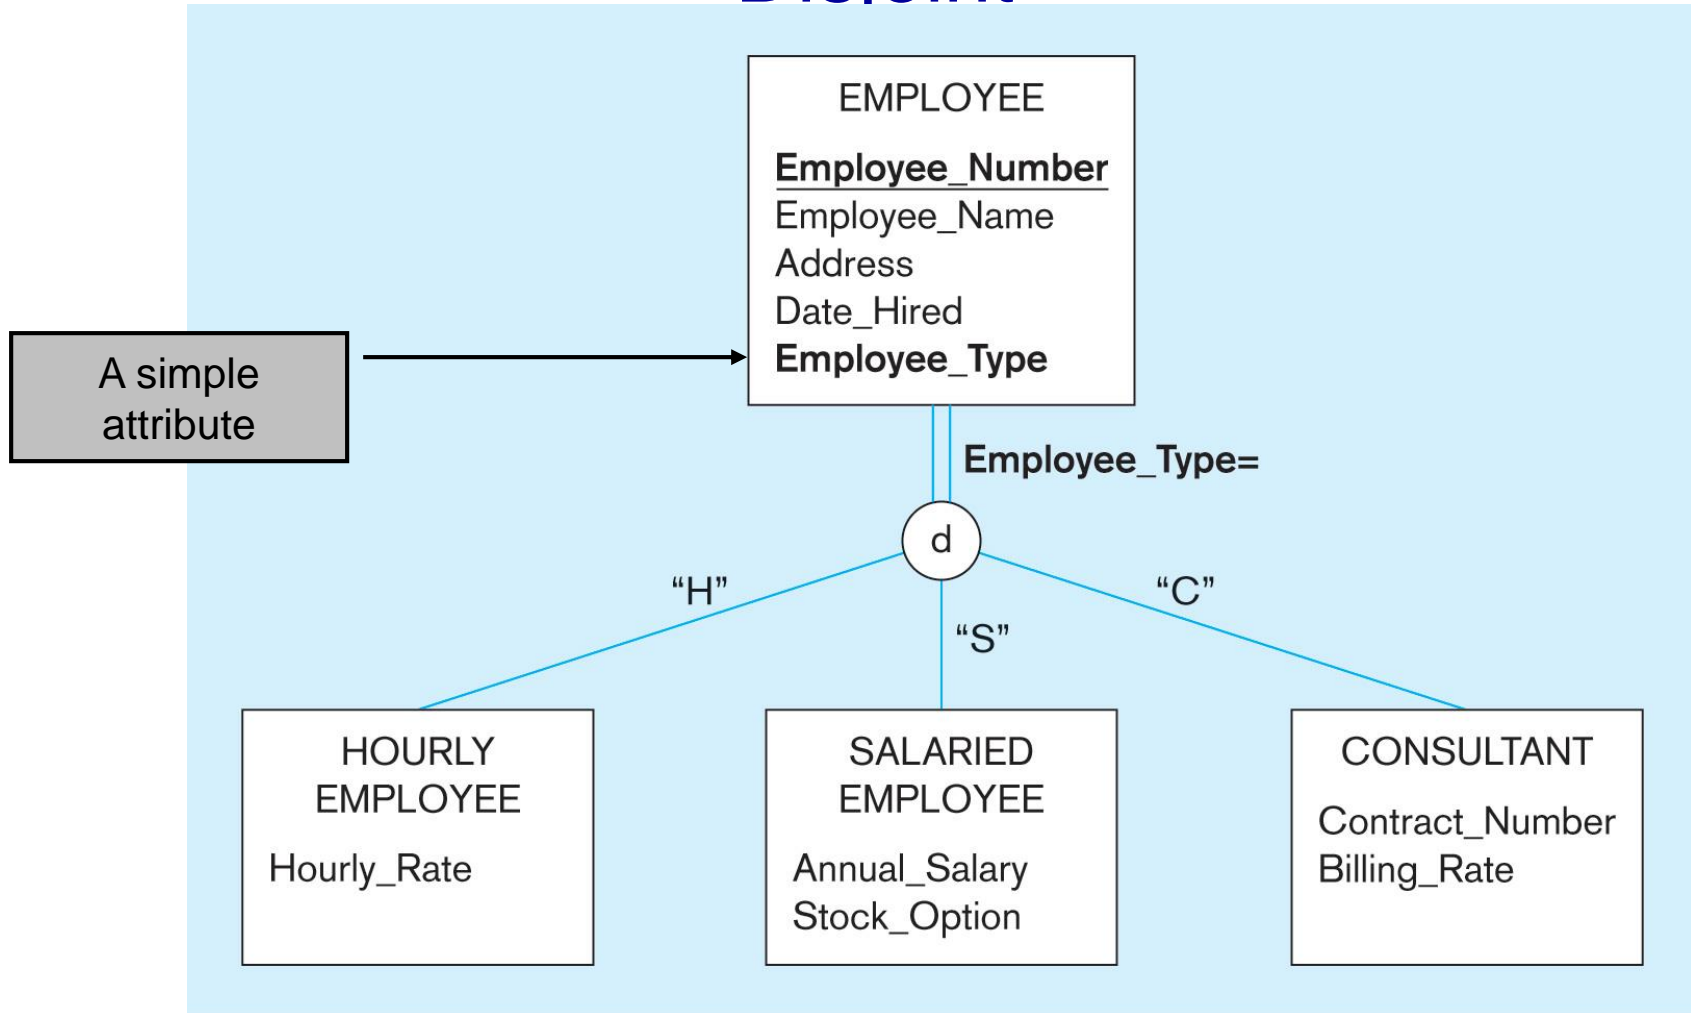 Disjoint
EMPLOYEE
Employee_Number
Employee_Name
Address
Date_Hired
Employee_Type
A simple
attribute
Employee_Type=
d
“H”
“S”
“C”
HOURLY
EMPLOYEE
Hourly_Rate
SALARIED
EMPLOYEE
Annual_Salary
Stock_Option
CONSULTANT
Contract_Number
Billing_Rate